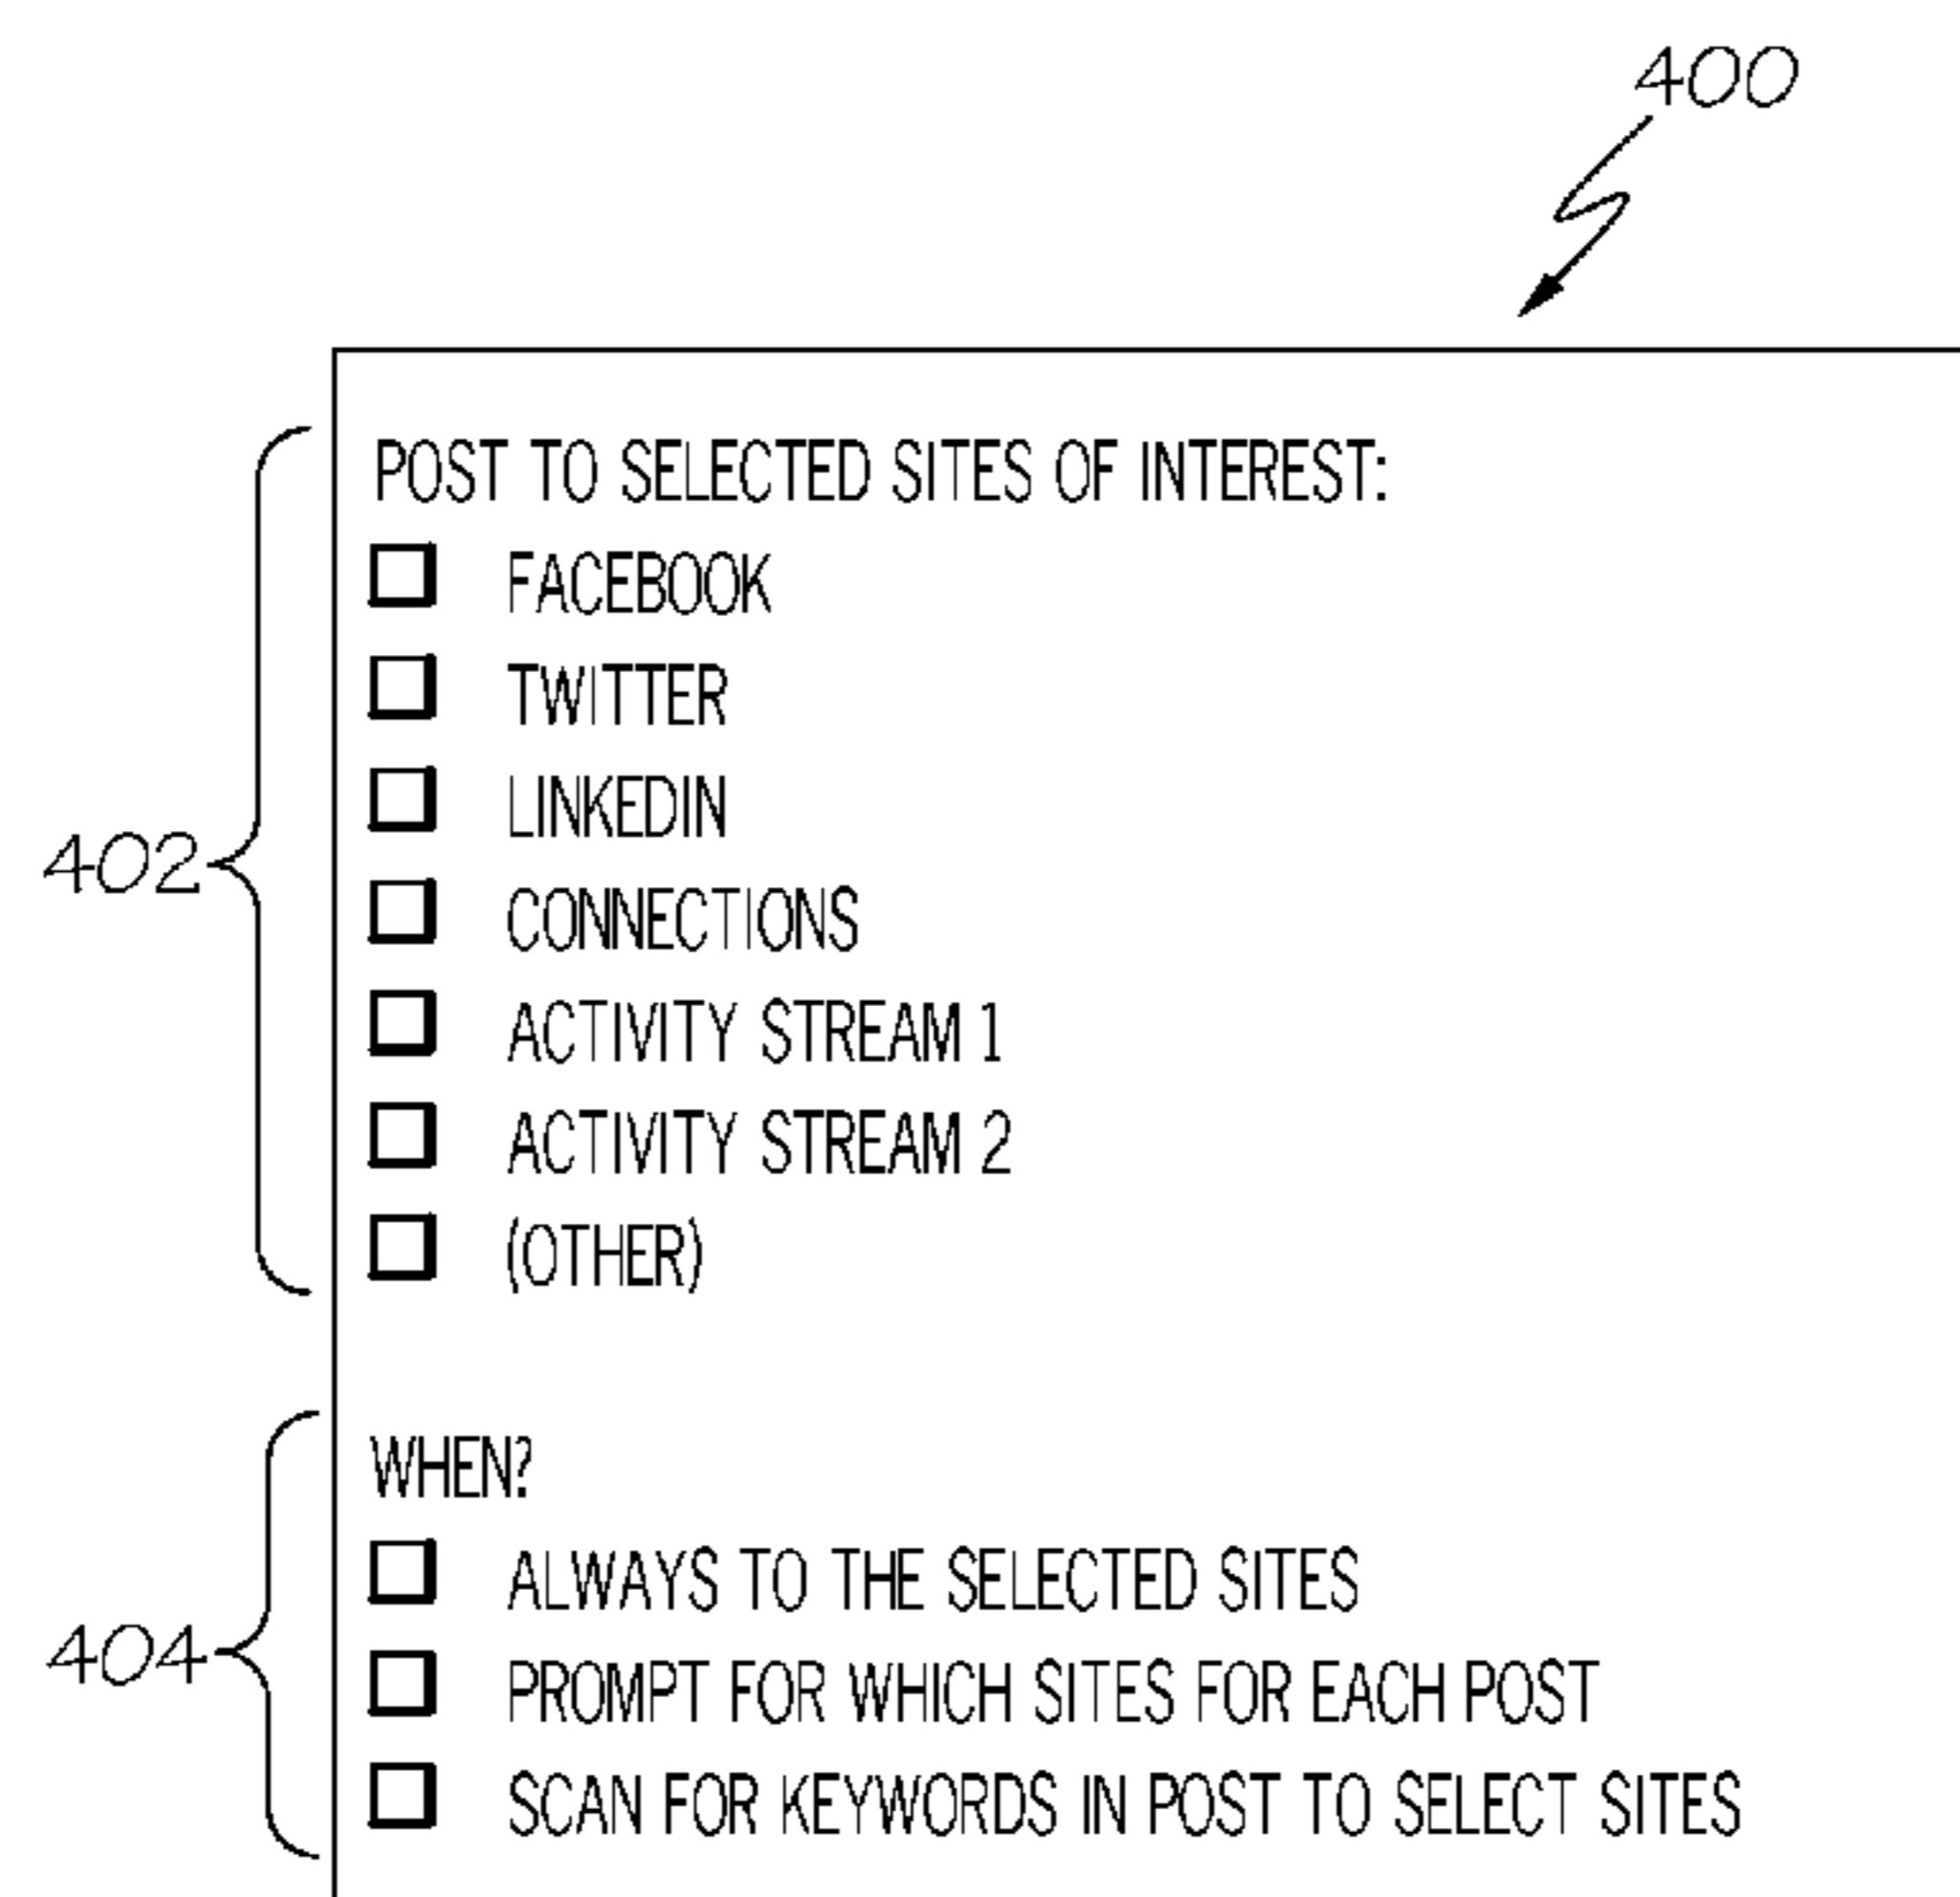 400
POST TO SELECTED SITES OF INTEREST:
FACEBOOK
TWITTER
LINKEDIN
402
CONNECTIONS
ACTIVITY STREAM 1
ACTIVITY STREAM 2
(OTHER)
WHEN?
ALWAYS TO THE SELECTED SITES
404
PROMPT FOR WHICH SITES FOR EACH POST
SCAN FOR KEYWORDS IN POST TO SELECT SITES